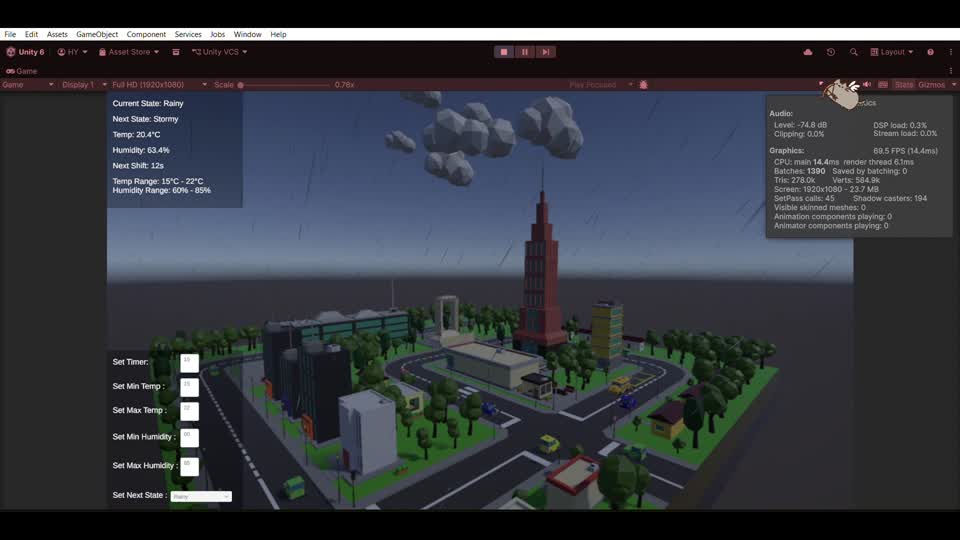 File Edit Assets GameObject Component Services Jobs Window Help
Unity 6 HY Asset Store Unity VCS Layout
Game
Game Display 1 Full HD (1920x1080) Scale 0.76x Play Focused Stats Gizmos
Current State: Rainy
Next State: Stormy
Temp: 20.4°C
Humidity: 63.4%
Next Shift: 12s
Temp Range: 15°C - 22°C
Humidity Range: 60% - 85%
Audio:
Level: -74.8 dB DSP load: 0.3%
Clipping: 0.0% Stream load: 0.0%
Graphics: 69.5 FPS (14.4ms)
CPU: main 14.4ms render thread 6.1ms
Batches: 1390 Saved by batching: 0
Tris: 278.0k Verts: 584.9k
Screen: 1920x1080 - 23.7 MB
SetPass calls: 45 Shadow casters: 194
Visible skinned meshes: 0
Animation components playing: 0
Animator components playing: 0
Set Timer: 15
Set Min Temp : 15
Set Max Temp : 22
Set Min Humidity : 60
Set Max Humidity : 85
Set Next State : Rainy